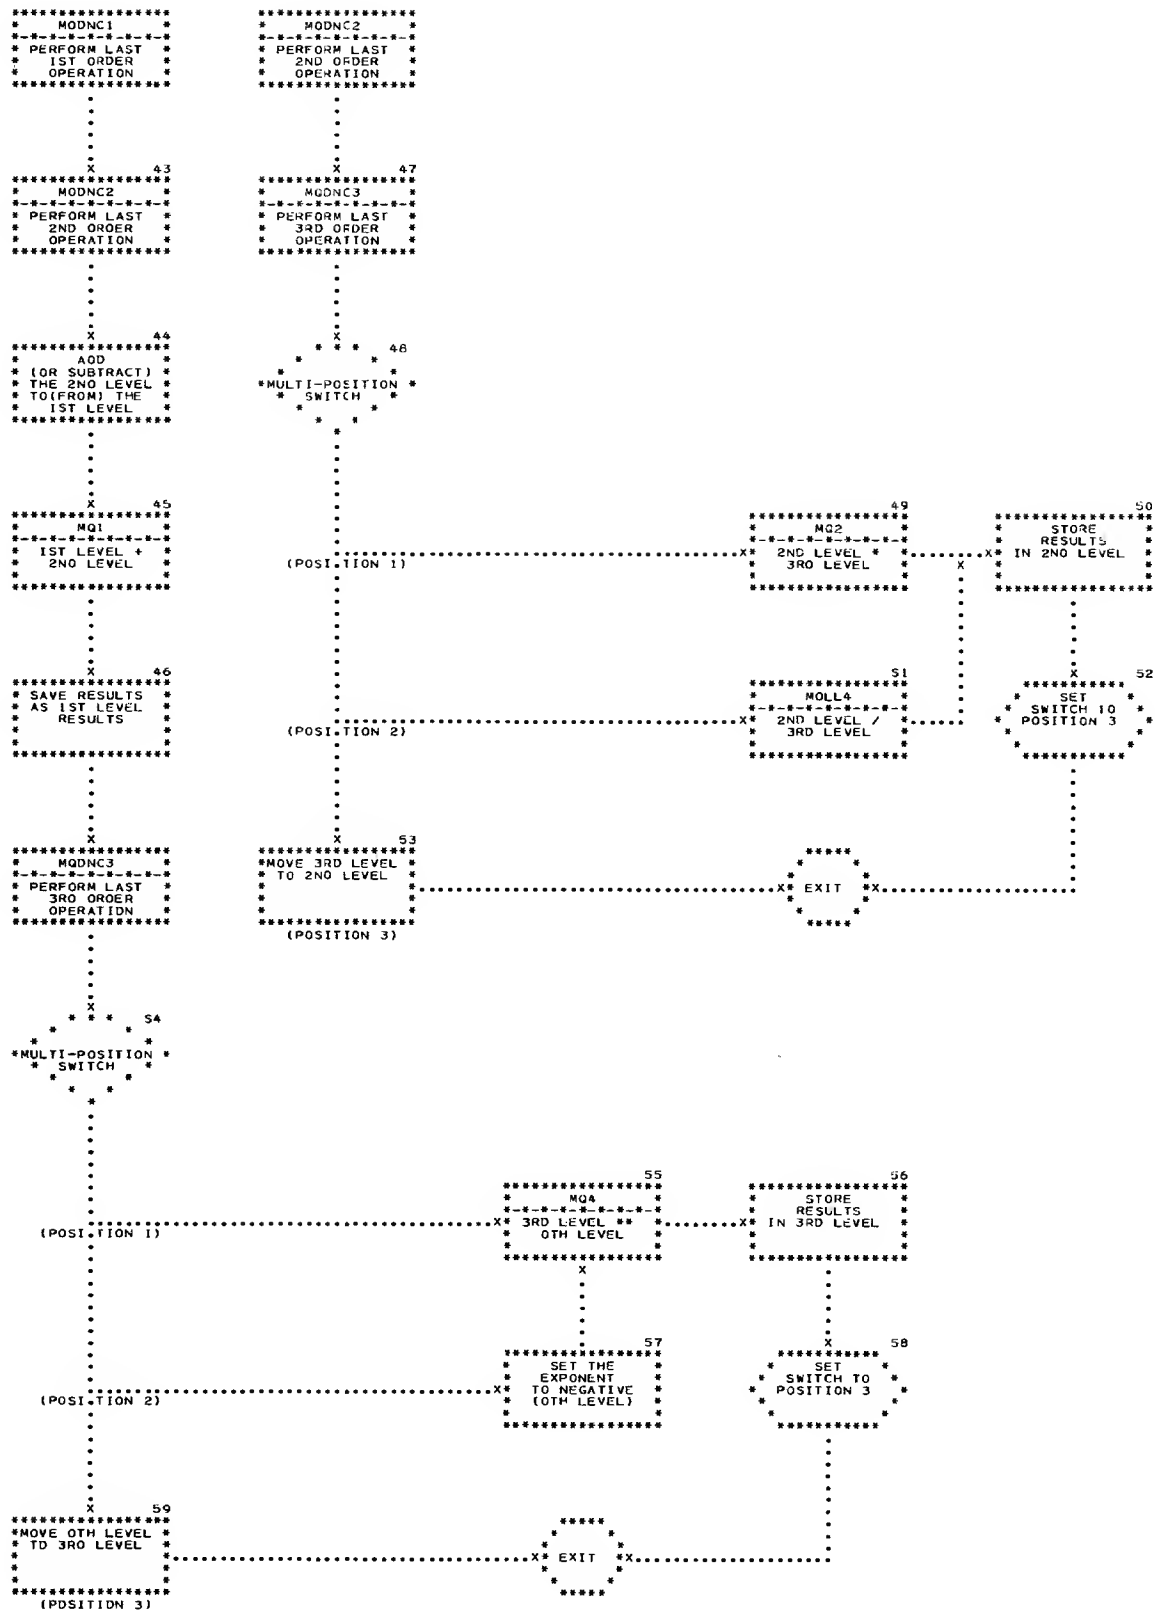 MODNC1
PERFORM LAST
1ST ORDER
OPERATION
MODNC2
PERFORM LAST
2ND ORDER
OPERATION
43
MODNC2
PERFORM LAST
2ND ORDER
OPERATION
47
MQDNC3
PERFORM LAST
3RD ORDER
OPERATION
44
ADD
(OR SUBTRACT)
THE 2ND LEVEL
TO(FROM) THE
1ST LEVEL
48
MULTI-POSITION
SWITCH
45
MQ1
1ST LEVEL +
2ND LEVEL
(POSITION 1)
49
MQ2
2ND LEVEL *
3RD LEVEL
50
STORE
RESULTS
IN 2ND LEVEL
46
SAVE RESULTS
AS 1ST LEVEL
RESULTS
(POSITION 2)
51
MOLL4
2ND LEVEL /
3RD LEVEL
52
SET
SWITCH TO
POSITION 3
MQDNC3
PERFORM LAST
3RD ORDER
OPERATION
53
MOVE 3RD LEVEL
TO 2ND LEVEL
(POSITION 3)
EXIT
54
MULTI-POSITION
SWITCH
(POSITION 1)
55
MQ4
3RD LEVEL **
0TH LEVEL
56
STORE
RESULTS
IN 3RD LEVEL
(POSITION 2)
57
SET THE
EXPONENT
TO NEGATIVE
(0TH LEVEL)
58
SET
SWITCH TO
POSITION 3
59
MOVE 0TH LEVEL
TO 3RD LEVEL
(POSITION 3)
EXIT